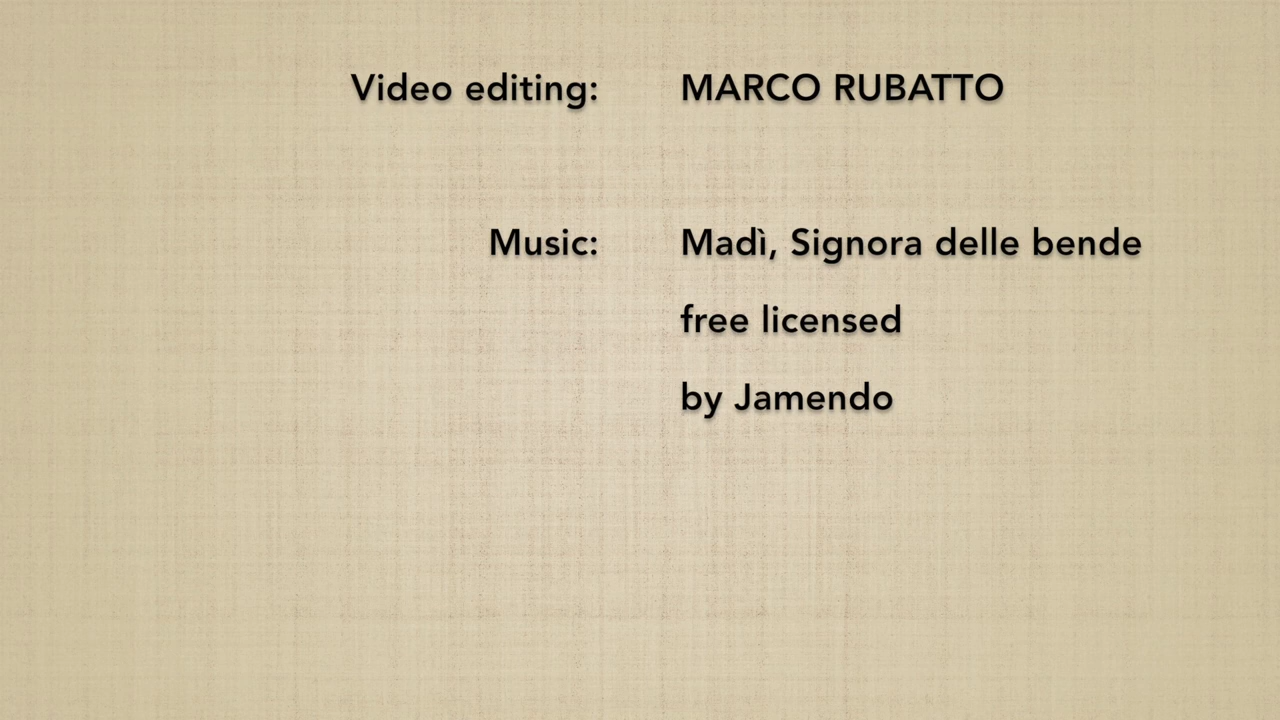 Video editing: MARCO RUBATTO
Music: Madì, Signora delle bende
free licensed
by Jamendo